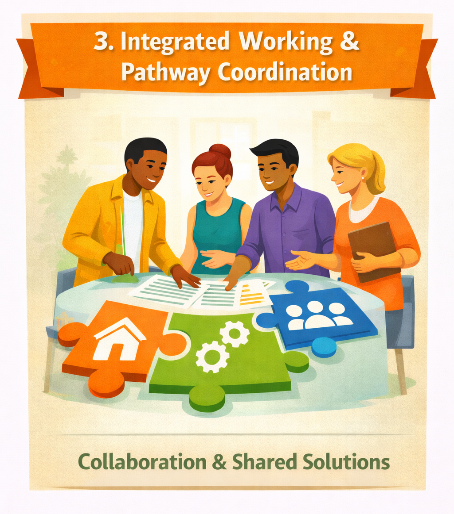 3. Integrated Working &
Pathway Coordination
Collaboration & Shared Solutions